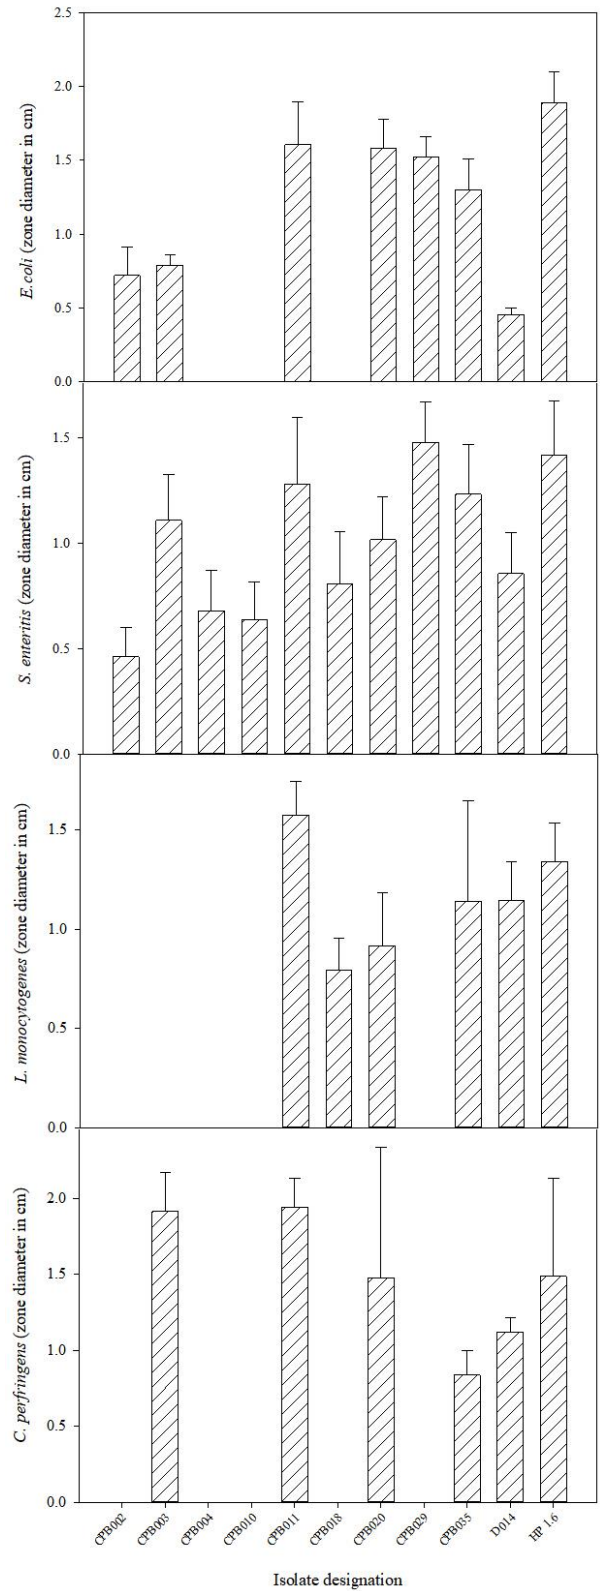 2.5
2.0
1.5
1.0
0.5
0.0
E.coli (zone diameter in cm)
1.5
1.0
0.5
0.0
S. enteritis (zone diameter in cm)
1.5
1.0
0.5
0.0
L. monocytogenes (zone diameter in cm)
2.0
1.5
1.0
0.5
0.0
C. perfringens (zone diameter in cm)
CPB002
CPB003
CPB004
CPB010
CPB011
CPB018
CPB020
CPB029
CPB035
D014
HP 1.6
Isolate designation